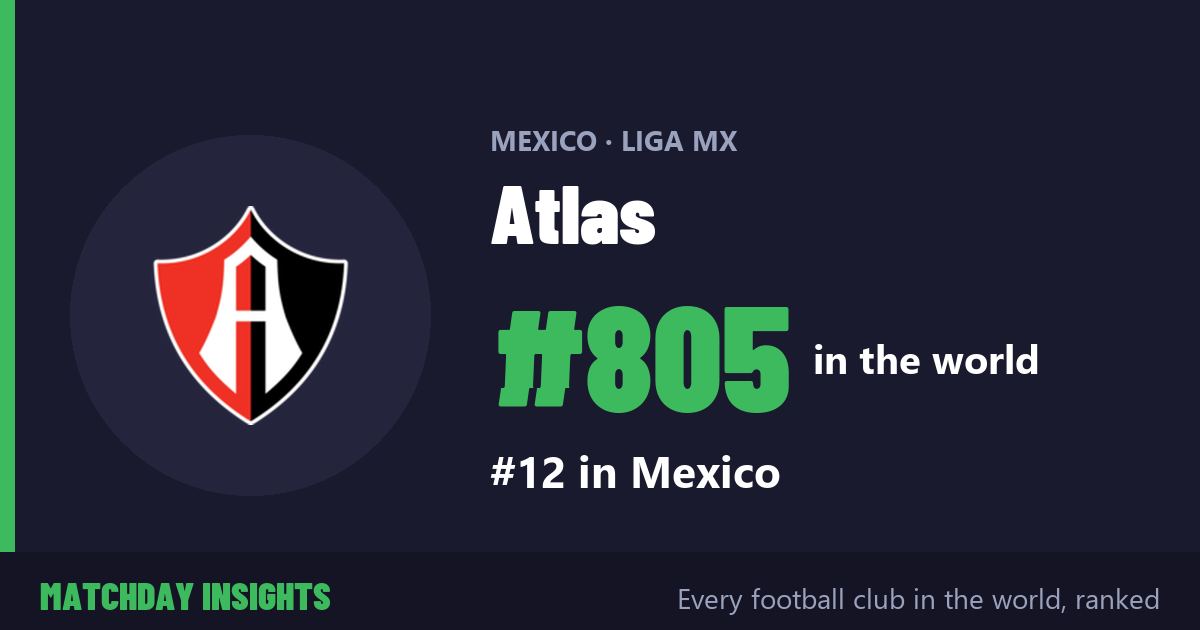 MEXICO · LIGA MX
Atlas
A
#805 in the world
#12 in Mexico
MATCHDAY INSIGHTS
Every football club in the world, ranked